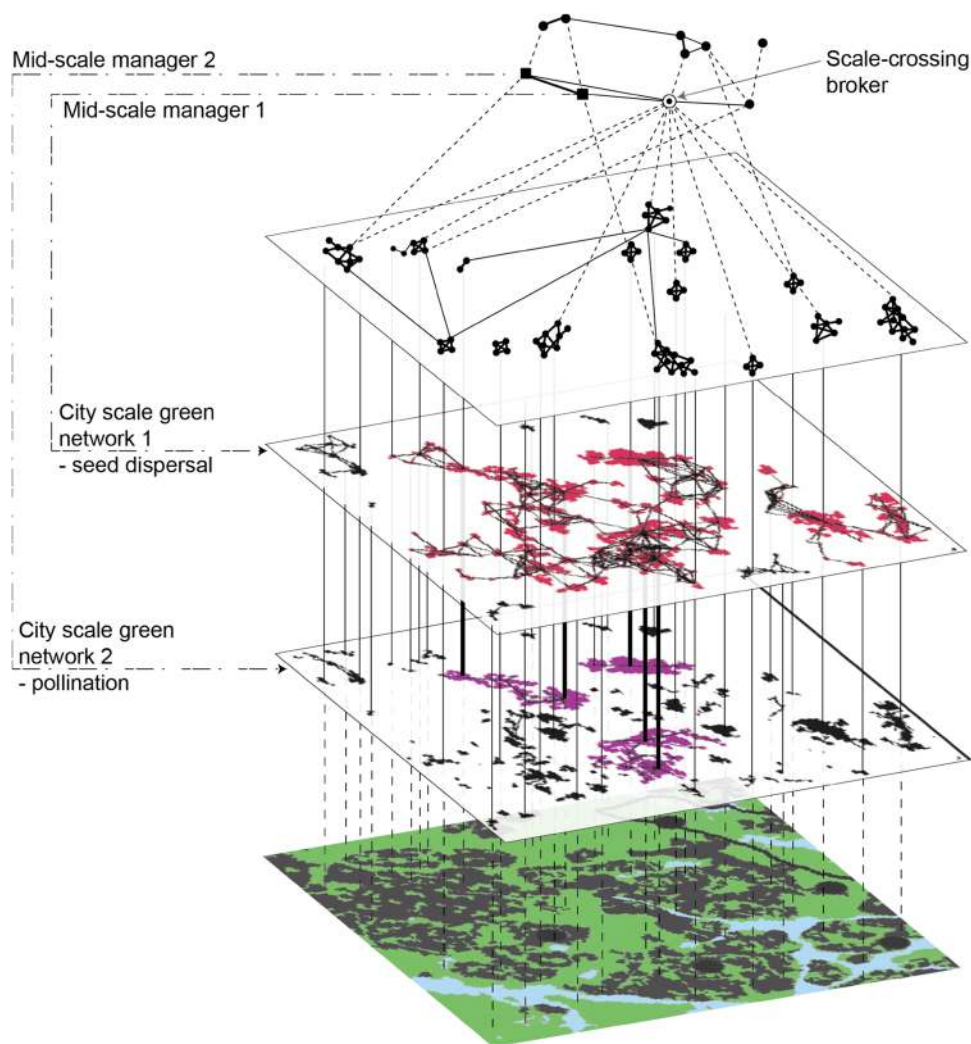 Mid-scale manager 2
Mid-scale manager 1
Scale-crossing
broker
City scale green
network 1
- seed dispersal
City scale green
network 2
- pollination